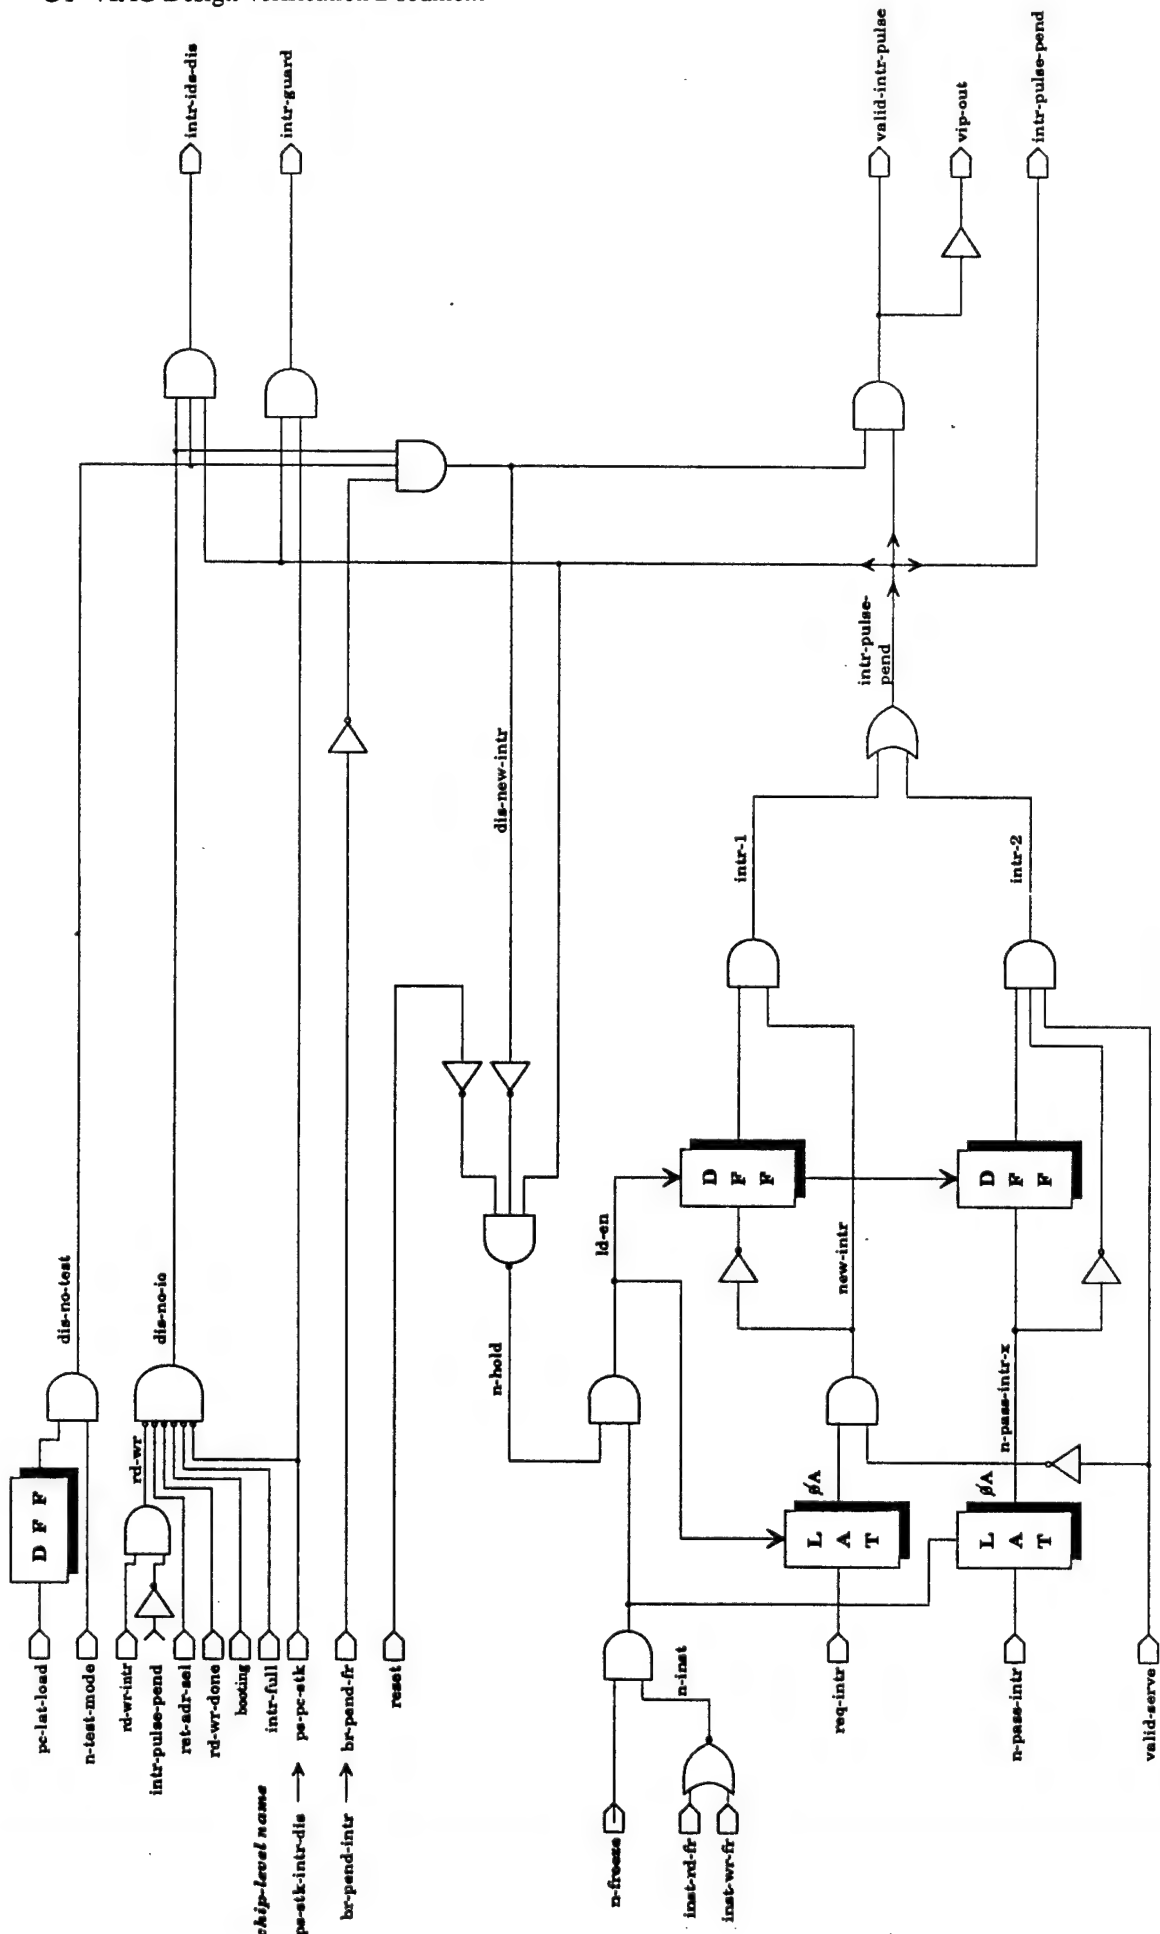 intr-ids-dis
intr-guard
valid-intr-pulse
vip-out
intr-pulse-pend
intr-pulse-
pend
dis-new-intr
intr-1
intr-2
D F F
D F F
ld-en
new-intr
dis-no-test
dis-no-io
n-hold
n-pass-intr-x
rd-wr
D F F
øA
øA
L A T
L A T
pc-lat-load
n-test-mode
rd-wr-intr
intr-pulse-pend
ret-adr-sel
rd-wr-done
booting
intr-full
ps-stk-intr-dis → ps-pc-stk
br-pend-intr → br-pend-fr
reset
n-inst
req-intr
n-pass-intr
valid-serve
n-freeze
inst-rd-fr
inst-wr-fr
chip-level name